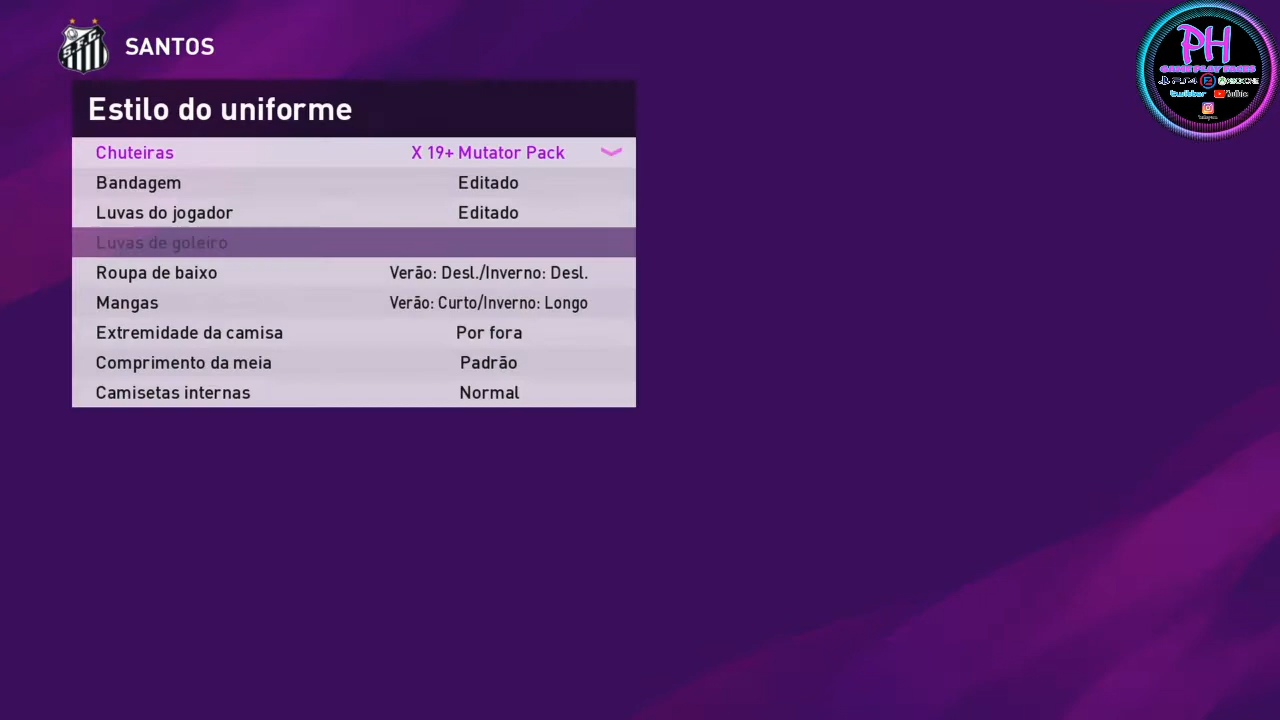 SANTOS
Estilo do uniforme
Chuteiras X 19+ Mutator Pack
Bandagem Editado
Luvas do jogador Editado
Luvas de goleiro
Roupa de baixo Verão: Desl./Inverno: Desl.
Mangas Verão: Curto/Inverno: Longo
Extremidade da camisa Por fora
Comprimento da meia Padrão
Camisetas internas Normal
PH